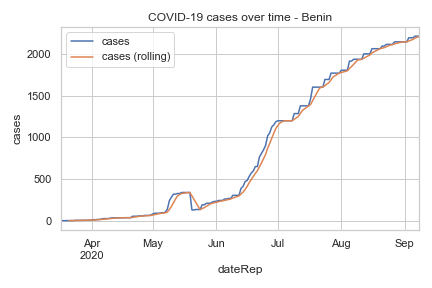 COVID-19 cases over time - Benin
cases
cases (rolling)
2000
1500
1000
500
0
cases
Apr
2020
May
Jun
Jul
Aug
Sep
dateRep